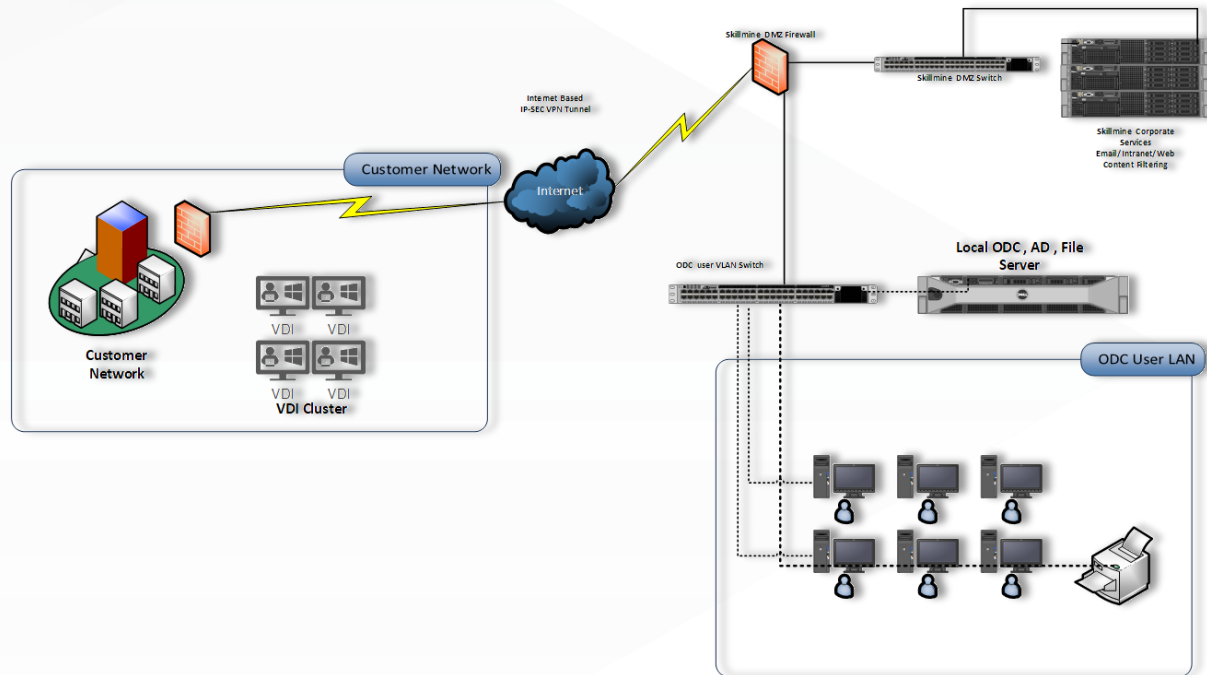 Skillmine DMZ Firewall
Skillmine DMZ Switch
Skillmine Corporate
Services
Email/Intranet/Web
Content Filtering
Internet Based
IP-SEC VPN Tunnel
Internet
Customer Network
Customer
Network
VDI
VDI
VDI
VDI
VDI Cluster
ODC user VLAN Switch
Local ODC , AD , File
Server
ODC User LAN